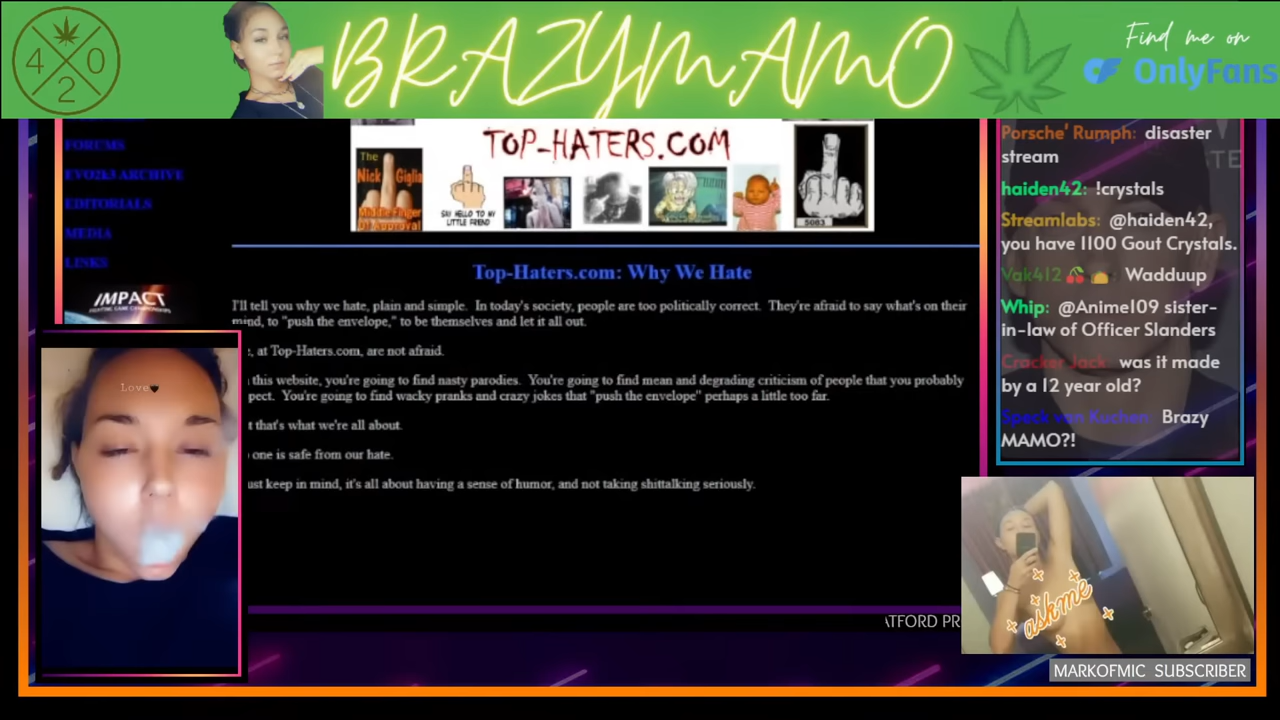 4 20
BRAZYMAMO
Find me on
OnlyFans
FORUMS
EVO2K3 ARCHIVE
EDITORIALS
MEDIA
LINKS
IMPACT
TOP-HATERS.COM
The
Nick Giglia
Middle Finger
Of Approval
SAY HELLO TO MY
LITTLE FRIEND
5083
Top-Haters.com: Why We Hate
I'll tell you why we hate, plain and simple. In today's society, people are too politically correct. They're afraid to say what's on their
mind, to "push the envelope," to be themselves and let it all out.
, at Top-Haters.com, are not afraid.
this website, you're going to find nasty parodies. You're going to find mean and degrading criticism of people that you probably
pect. You're going to find wacky pranks and crazy jokes that "push the envelope" perhaps a little too far.
t that's what we're all about.
one is safe from our hate.
ust keep in mind, it's all about having a sense of humor, and not taking shittalking seriously.
Love
Porsche' Rumph: disaster
stream
haiden42: !crystals
Streamlabs: @haiden42,
you have 1100 Gout Crystals.
Vak412 Wadduup
Whip: @Anime109 sister-
in-law of Officer Slanders
Cracker Jack: was it made
by a 12 year old?
Speck von Kuchen: Brazy
MAMO?!
TE
askme
ATFORD PR
MARKOFMIC SUBSCRIBER